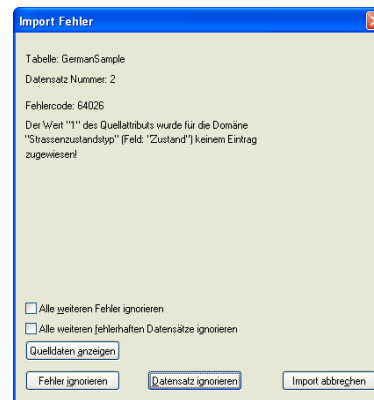 Import Fehler
Tabelle: GermanSample
Datensatz Nummer: 2
Fehlercode: 64026
Der Wert "1" des Quellattributs wurde für die Domäne
"Strassenzustandstyp" (Feld: "Zustand") keinem Eintrag
zugewiesen!
Alle weiteren Fehler ignorieren
Alle weiteren fehlerhaften Datensätze ignorieren
Quelldaten anzeigen
Fehler ignorieren Datensatz ignorieren Import abbrechen